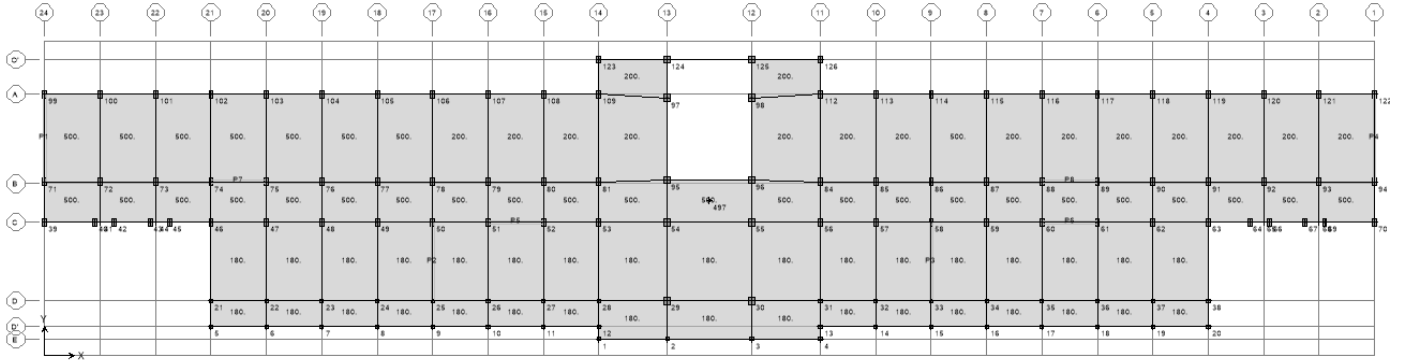 24 23 22 21 20 19 18 17 16 15 14 13 12 11 10 9 8 7 6 5 4 3 2 1
D'
123 124 125 126
200. 200.
A
99 100 101 102 103 104 105 106 107 108 109 97 98 112 113 114 115 116 117 118 119 120 121 122
P1 500. 500. 500. 500. 500. 500. 500. 500. 200. 200. 200. 200. 200. 200. 200. 200. 200. 200. 200. 200. 200. 200. P4
P7
B
71 72 73 74 75 76 77 78 79 80 81 95 96 84 85 86 87 88 89 90 91 92 93 94
500. 500. 500. 500. 500. 500. 500. 500. 500. 500. 500. 500. 500. 500. 500. 500. 500. 500. 500. 500. 500. 500.
497
P5
C
39 40 41 42 43 44 45 46 47 48 49 50 51 52 53 54 55 56 57 58 59 60 61 62 63 64 65 66 67 68 69 70
180. 180. 180. 180. P2 180. 180. 180. 180. 180. 180. 180. 180. P3 180. 180. 180. 180. 180.
D
21 22 23 24 25 26 27 28 29 30 31 32 33 34 35 36 37 38
180. 180. 180. 180. 180. 180. 180. 180. 180. 180. 180. 180. 180. 180. 180. 180. 180.
Y
D'
5 6 7 8 9 10 11 12 13 14 15 16 17 18 19 20
E
1 2 3 4
X